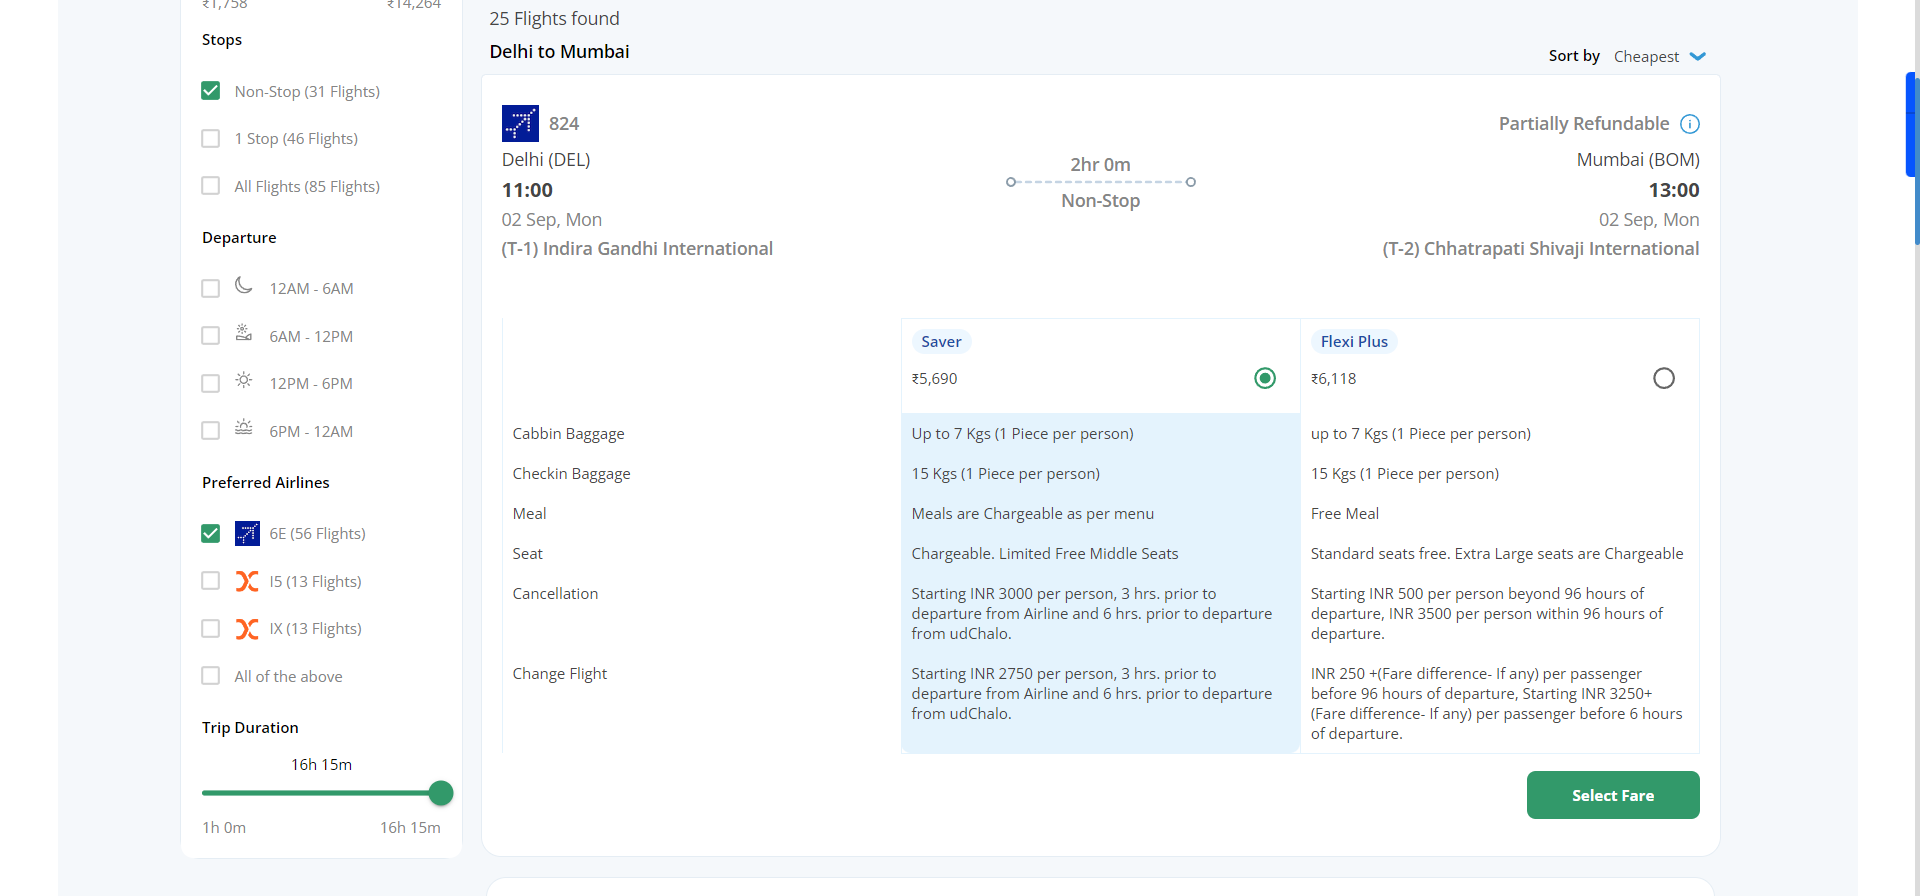 ₹1,758
₹14,264
Stops
Non-Stop (31 Flights)
1 Stop (46 Flights)
All Flights (85 Flights)
Departure
12AM - 6AM
6AM - 12PM
12PM - 6PM
6PM - 12AM
Preferred Airlines
6E (56 Flights)
I5 (13 Flights)
IX (13 Flights)
All of the above
Trip Duration
16h 15m
1h 0m
16h 15m
25 Flights found
Delhi to Mumbai
Sort by Cheapest
824
Partially Refundable
Delhi (DEL)
11:00
02 Sep, Mon
(T-1) Indira Gandhi International
2hr 0m
Non-Stop
Mumbai (BOM)
13:00
02 Sep, Mon
(T-2) Chhatrapati Shivaji International
Saver
₹5,690
Flexi Plus
₹6,118
Cabbin Baggage
Up to 7 Kgs (1 Piece per person)
up to 7 Kgs (1 Piece per person)
Checkin Baggage
15 Kgs (1 Piece per person)
15 Kgs (1 Piece per person)
Meal
Meals are Chargeable as per menu
Free Meal
Seat
Chargeable. Limited Free Middle Seats
Standard seats free. Extra Large seats are Chargeable
Cancellation
Starting INR 3000 per person, 3 hrs. prior to
departure from Airline and 6 hrs. prior to departure
from udChalo.
Starting INR 500 per person beyond 96 hours of
departure, INR 3500 per person within 96 hours of
departure.
Change Flight
Starting INR 2750 per person, 3 hrs. prior to
departure from Airline and 6 hrs. prior to departure
from udChalo.
INR 250 +(Fare difference- If any) per passenger
before 96 hours of departure, Starting INR 3250+
(Fare difference- If any) per passenger before 6 hours
of departure.
Select Fare